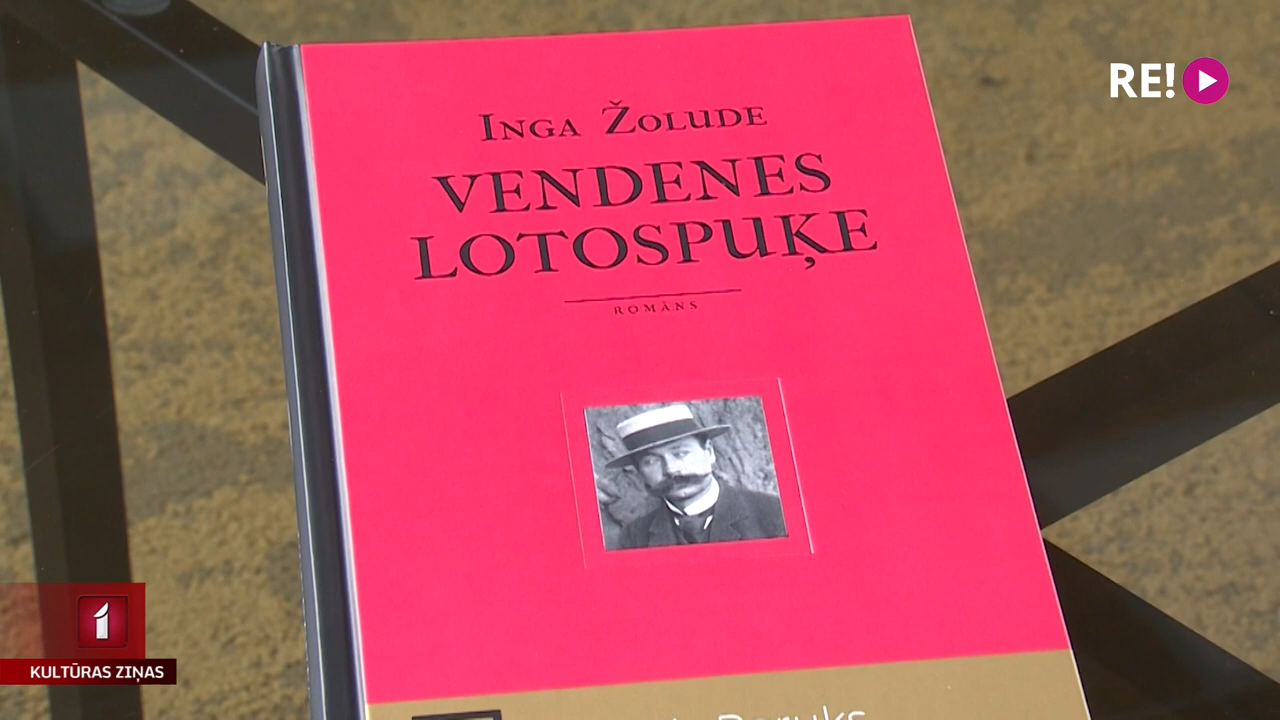 RE!
INGA ŽOLUDE
VENDENES
LOTOSPUĶE
ROMĀNS
1
KULTŪRAS ZIŅAS